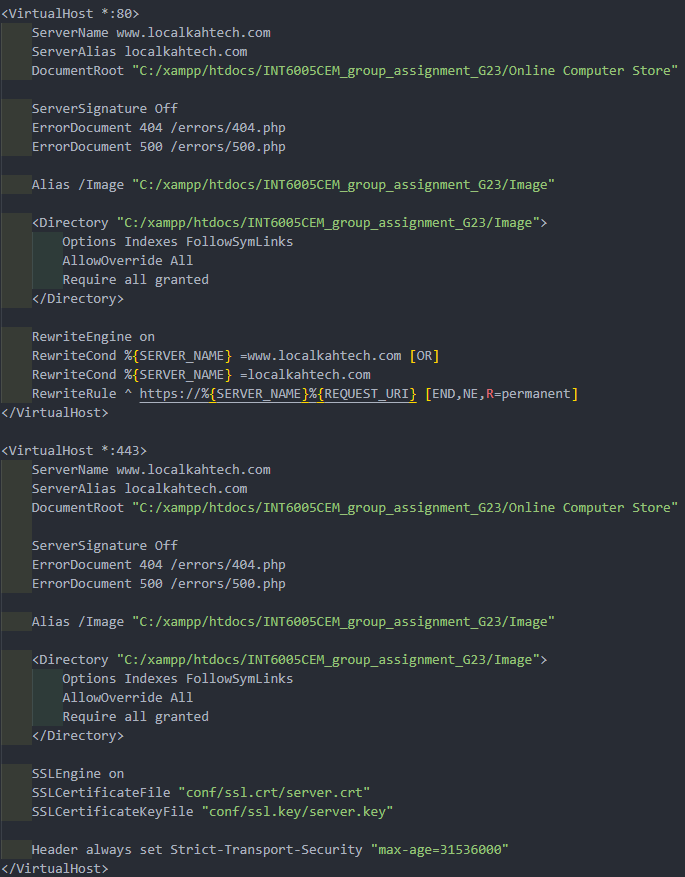 <VirtualHost *:80>
    ServerName www.localkahtech.com
    ServerAlias localkahtech.com
    DocumentRoot "C:/xampp/htdocs/INT6005CEM_group_assignment_G23/Online Computer Store"

    ServerSignature Off
    ErrorDocument 404 /errors/404.php
    ErrorDocument 500 /errors/500.php

    Alias /Image "C:/xampp/htdocs/INT6005CEM_group_assignment_G23/Image"

    <Directory "C:/xampp/htdocs/INT6005CEM_group_assignment_G23/Image">
        Options Indexes FollowSymLinks
        AllowOverride All
        Require all granted
    </Directory>

    RewriteEngine on
    RewriteCond %{SERVER_NAME} =www.localkahtech.com [OR]
    RewriteCond %{SERVER_NAME} =localkahtech.com
    RewriteRule ^ https://%{SERVER_NAME}%{REQUEST_URI} [END,NE,R=permanent]
</VirtualHost>

<VirtualHost *:443>
    ServerName www.localkahtech.com
    ServerAlias localkahtech.com
    DocumentRoot "C:/xampp/htdocs/INT6005CEM_group_assignment_G23/Online Computer Store"

    ServerSignature Off
    ErrorDocument 404 /errors/404.php
    ErrorDocument 500 /errors/500.php

    Alias /Image "C:/xampp/htdocs/INT6005CEM_group_assignment_G23/Image"

    <Directory "C:/xampp/htdocs/INT6005CEM_group_assignment_G23/Image">
        Options Indexes FollowSymLinks
        AllowOverride All
        Require all granted
    </Directory>

    SSLEngine on
    SSLCertificateFile "conf/ssl.crt/server.crt"
    SSLCertificateKeyFile "conf/ssl.key/server.key"

    Header always set Strict-Transport-Security "max-age=31536000"
</VirtualHost>